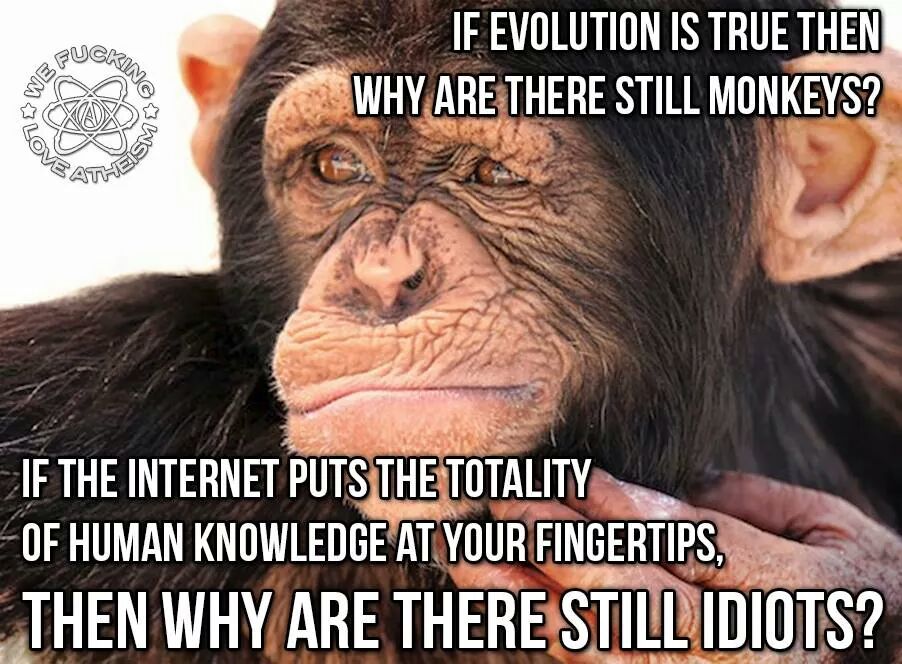 IF EVOLUTION IS TRUE THEN
WHY ARE THERE STILL MONKEYS?
WE FUCKING
LOVE ATHEISM
IF THE INTERNET PUTS THE TOTALITY
OF HUMAN KNOWLEDGE AT YOUR FINGERTIPS,
THEN WHY ARE THERE STILL IDIOTS?